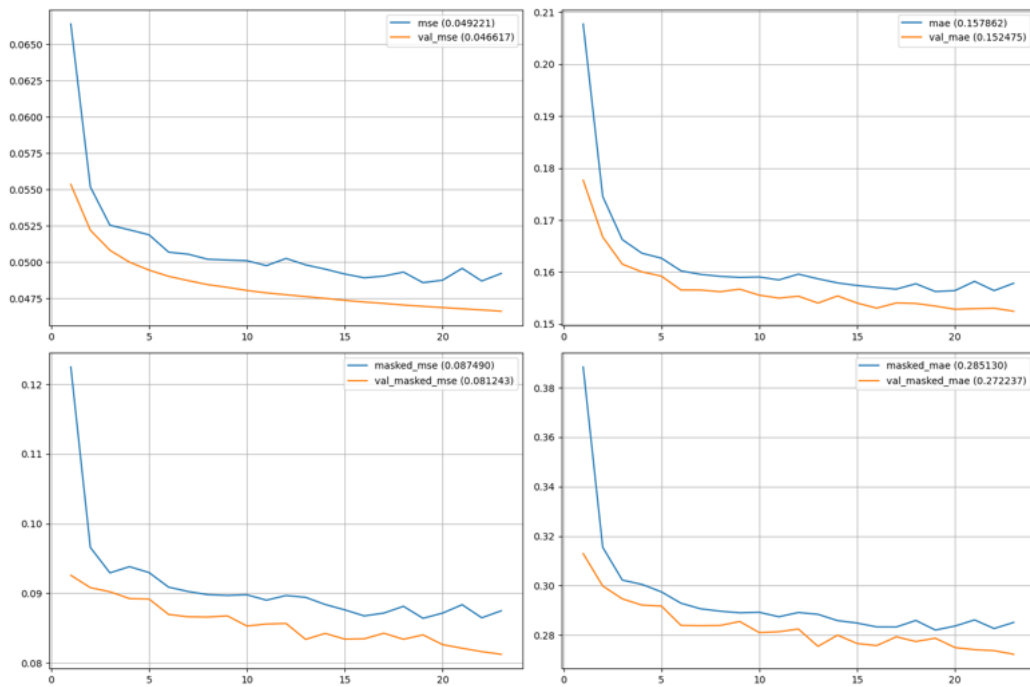 mse (0.049221)
val_mse (0.046617)
0.0650
0.0625
0.0600
0.0575
0.0550
0.0525
0.0500
0.0475
0 5 10 15 20
mae (0.157862)
val_mae (0.152475)
0.21
0.20
0.19
0.18
0.17
0.16
0.15
0 5 10 15 20
masked_mse (0.087490)
val_masked_mse (0.081243)
0.12
0.11
0.10
0.09
0.08
0 5 10 15 20
masked_mae (0.285130)
val_masked_mae (0.272237)
0.38
0.36
0.34
0.32
0.30
0.28
0 5 10 15 20